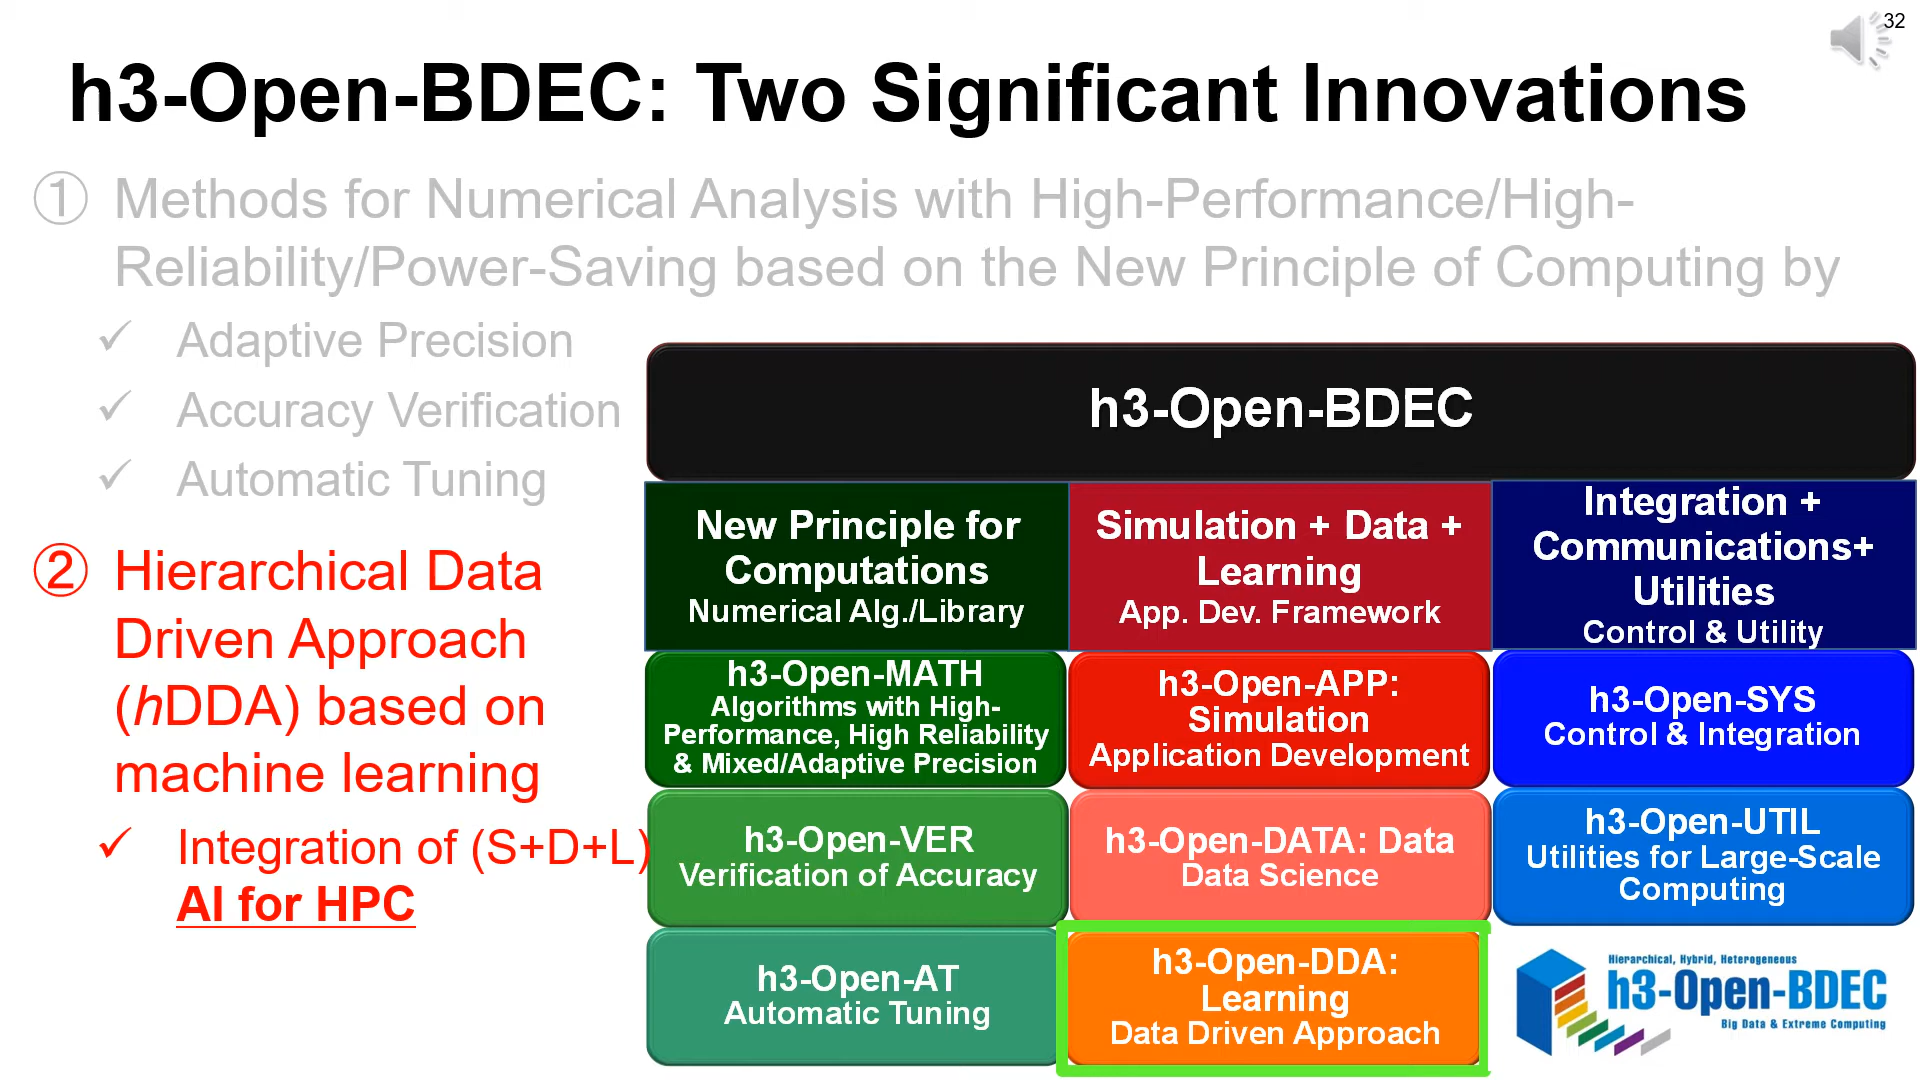 32
h3-Open-BDEC: Two Significant Innovations
① Methods for Numerical Analysis with High-Performance/High-
Reliability/Power-Saving based on the New Principle of Computing by
✓ Adaptive Precision
✓ Accuracy Verification
✓ Automatic Tuning
② Hierarchical Data
Driven Approach
(hDDA) based on
machine learning
✓ Integration of (S+D+L)
AI for HPC
h3-Open-BDEC
New Principle for
Computations
Numerical Alg./Library
Simulation + Data +
Learning
App. Dev. Framework
Integration +
Communications+
Utilities
Control & Utility
h3-Open-MATH
Algorithms with High-
Performance, High Reliability
& Mixed/Adaptive Precision
h3-Open-APP:
Simulation
Application Development
h3-Open-SYS
Control & Integration
h3-Open-VER
Verification of Accuracy
h3-Open-DATA: Data
Data Science
h3-Open-UTIL
Utilities for Large-Scale
Computing
h3-Open-AT
Automatic Tuning
h3-Open-DDA:
Learning
Data Driven Approach
Hierarchical, Hybrid, Heterogeneous
h3-Open-BDEC
Big Data & Extreme Computing